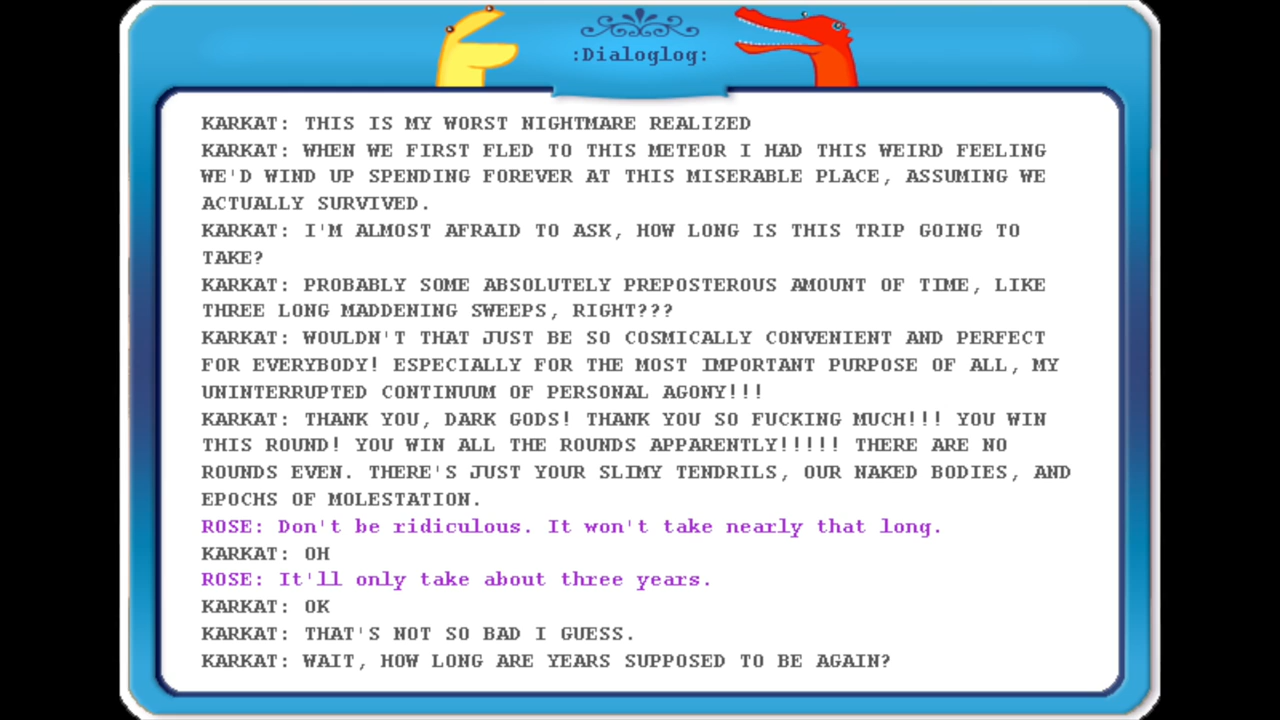 :Dialoglog:
KARKAT: THIS IS MY WORST NIGHTMARE REALIZED
KARKAT: WHEN WE FIRST FLED TO THIS METEOR I HAD THIS WEIRD FEELING
WE'D WIND UP SPENDING FOREVER AT THIS MISERABLE PLACE, ASSUMING WE
ACTUALLY SURVIVED.
KARKAT: I'M ALMOST AFRAID TO ASK, HOW LONG IS THIS TRIP GOING TO
TAKE?
KARKAT: PROBABLY SOME ABSOLUTELY PREPOSTEROUS AMOUNT OF TIME, LIKE
THREE LONG MADDENING SWEEPS, RIGHT???
KARKAT: WOULDN'T THAT JUST BE SO COSMICALLY CONVENIENT AND PERFECT
FOR EVERYBODY! ESPECIALLY FOR THE MOST IMPORTANT PURPOSE OF ALL, MY
UNINTERRUPTED CONTINUUM OF PERSONAL AGONY!!!
KARKAT: THANK YOU, DARK GODS! THANK YOU SO FUCKING MUCH!!! YOU WIN
THIS ROUND! YOU WIN ALL THE ROUNDS APPARENTLY!!!!! THERE ARE NO
ROUNDS EVEN. THERE'S JUST YOUR SLIMY TENDRILS, OUR NAKED BODIES, AND
EPOCHS OF MOLESTATION.
ROSE: Don't be ridiculous. It won't take nearly that long.
KARKAT: OH
ROSE: It'll only take about three years.
KARKAT: OK
KARKAT: THAT'S NOT SO BAD I GUESS.
KARKAT: WAIT, HOW LONG ARE YEARS SUPPOSED TO BE AGAIN?